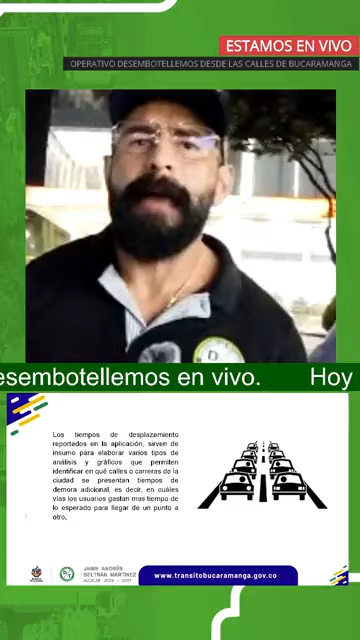 ESTAMOS EN VIVO
OPERATIVO DESEMBOTELLEMOS DESDE LAS CALLES DE BUCARAMANGA
esembotellemos en vivo. Hoy
Los tiempos de desplazamiento
reportados en la aplicación, sirven de
insumo para elaborar varios tipos de
análisis y gráficos que permiten
identificar en qué calles o carreras de la
ciudad se presentan tiempos de
demora adicional, es decir, en cuáles
vías los usuarios gastan mas tiempo de
lo esperado para llegar de un punto a
otro.
JAIME ANDRÉS
BELTRÁN MARTÍNEZ
ALCALDE 2024 - 2027
www.transitobucaramanga.gov.co